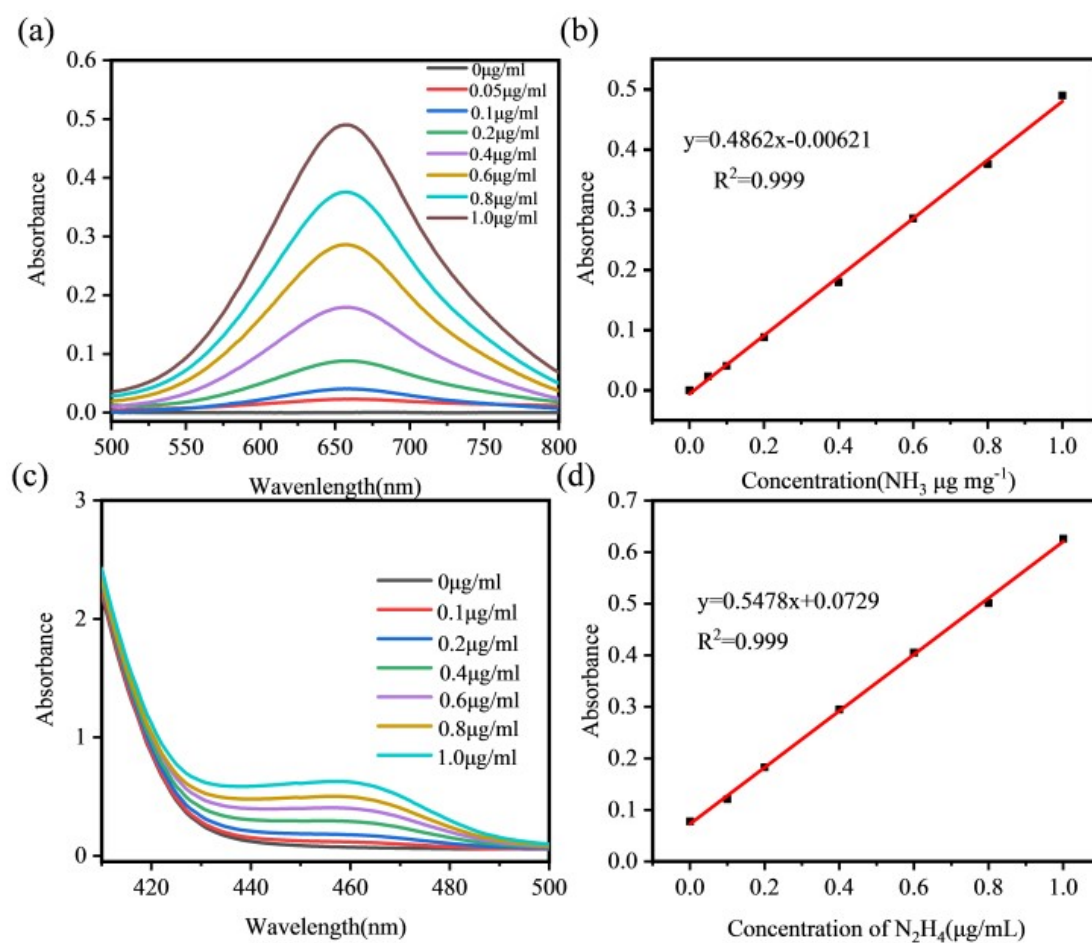 (a)
0.6
0.5
0.4
0.3
0.2
0.1
0.0
Absorbance
0μg/ml
0.05μg/ml
0.1μg/ml
0.2μg/ml
0.4μg/ml
0.6μg/ml
0.8μg/ml
1.0μg/ml
500 550 600 650 700 750 800
Wavenlength(nm)
(b)
0.5
0.4
0.3
0.2
0.1
0.0
Absorbance
y=0.4862x-0.00621
R²=0.999
0.0 0.2 0.4 0.6 0.8 1.0
Concentration(NH₃ μg mg⁻¹)
(c)
3
2
1
0
Absorbance
0μg/ml
0.1μg/ml
0.2μg/ml
0.4μg/ml
0.6μg/ml
0.8μg/ml
1.0μg/ml
420 440 460 480 500
Wavelength(nm)
(d)
0.7
0.6
0.5
0.4
0.3
0.2
0.1
0.0
Absorbance
y=0.5478x+0.0729
R²=0.999
0.0 0.2 0.4 0.6 0.8 1.0
Concentration of N₂H₄(μg/mL)